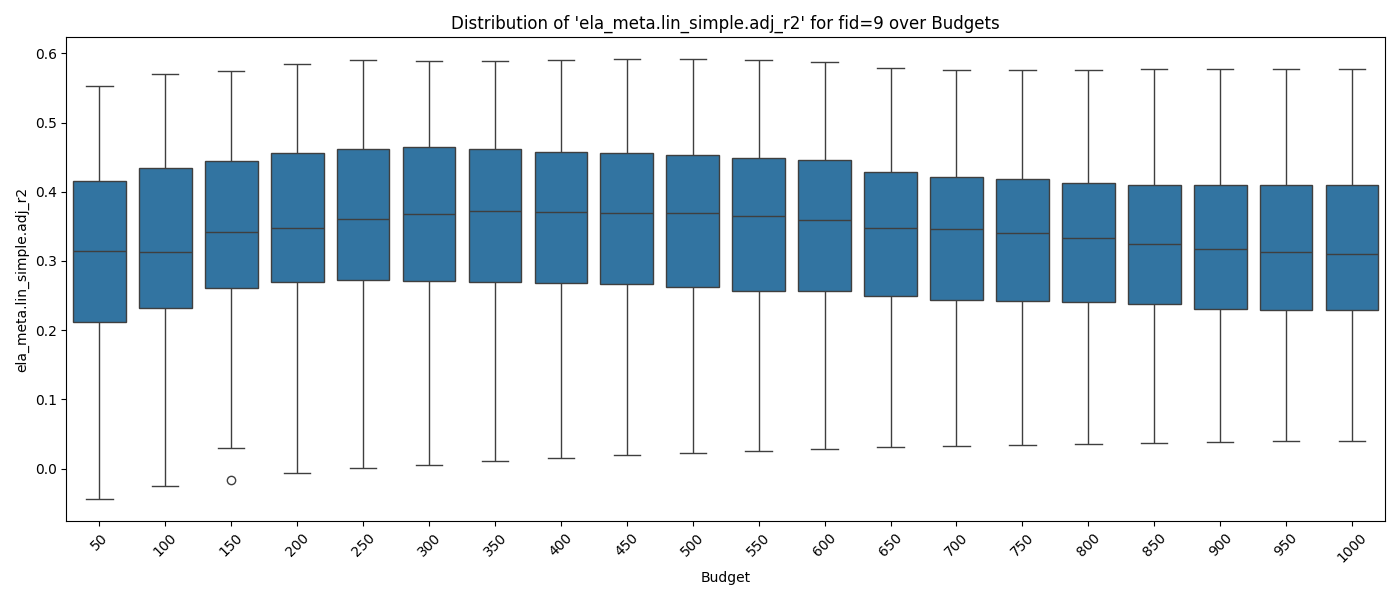 Distribution of 'ela_meta.lin_simple.adj_r2' for fid=9 over Budgets
ela_meta.lin_simple.adj_r2
0.6
0.5
0.4
0.3
0.2
0.1
0.0
50 100 150 200 250 300 350 400 450 500 550 600 650 700 750 800 850 900 950 1000
Budget